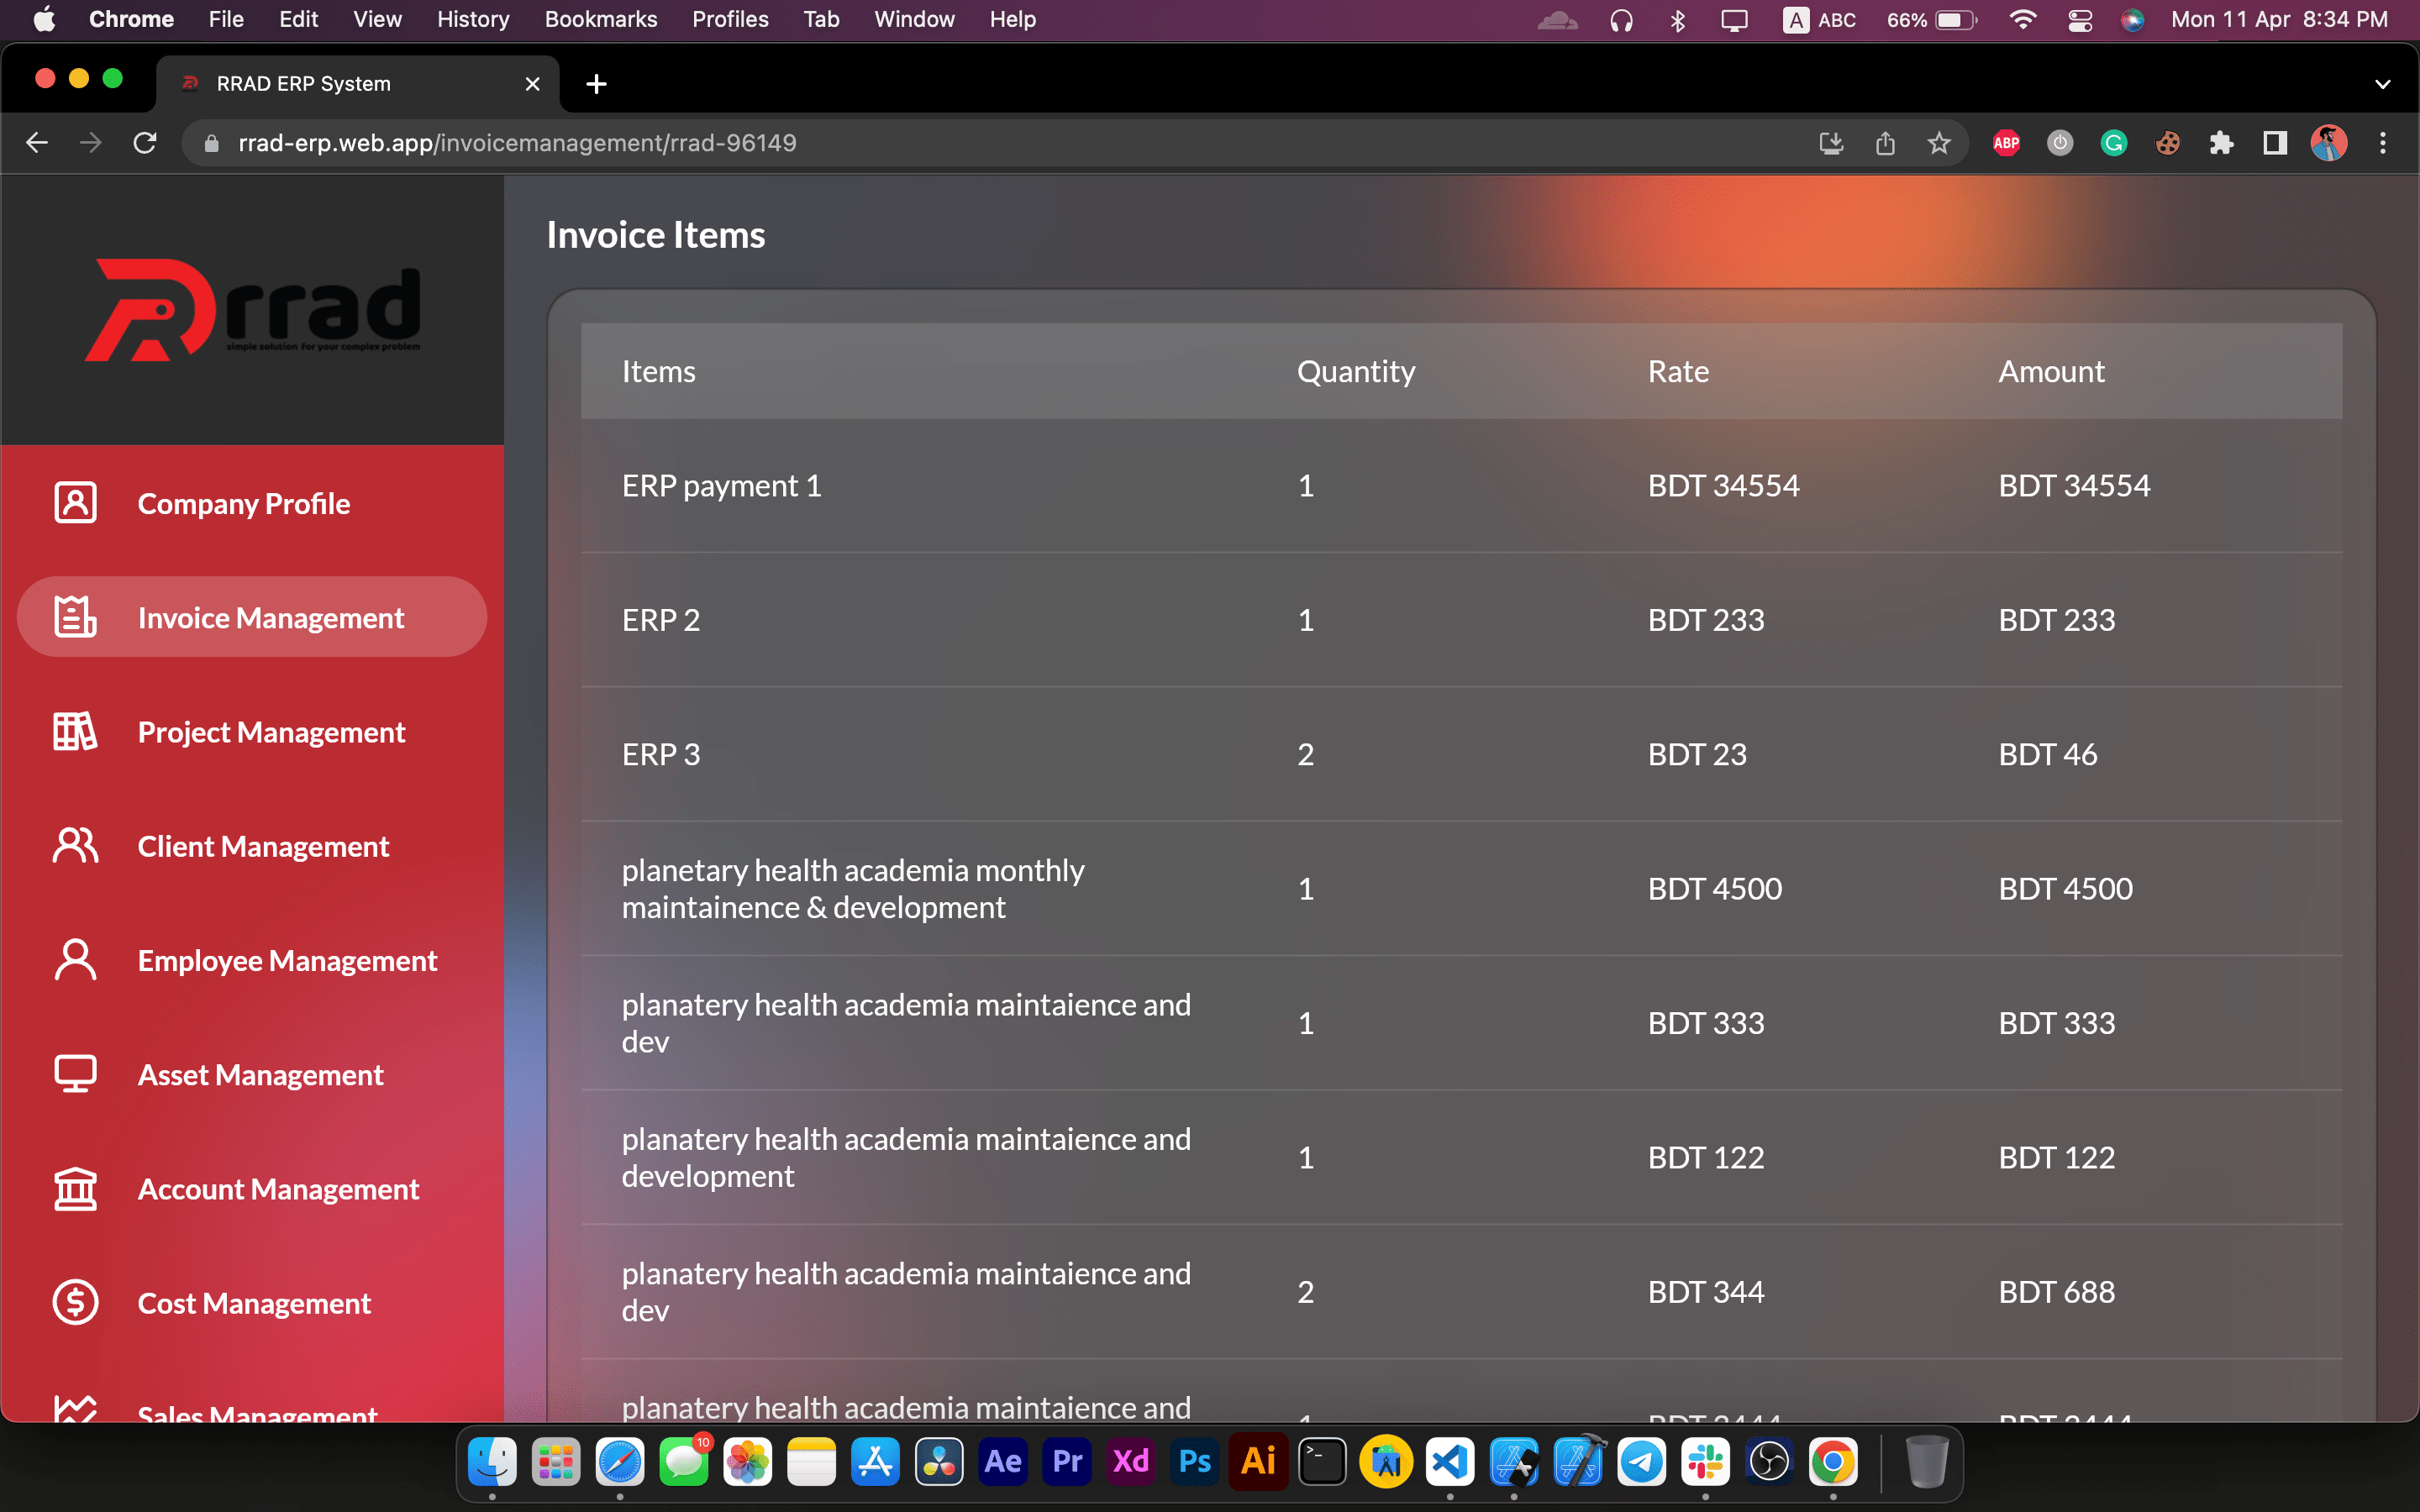 Chrome File Edit View History Bookmarks Profiles Tab Window Help A ABC 66% Mon 11 Apr 8:34 PM
RRAD ERP System
rrad-erp.web.app/invoicemanagement/rrad-96149 ABP
rrad
simple solution for your complex problem
Company Profile
Invoice Management
Project Management
Client Management
Employee Management
Asset Management
Account Management
Cost Management
Sales Management
Invoice Items
Items Quantity Rate Amount
ERP payment 1 1 BDT 34554 BDT 34554
ERP 2 1 BDT 233 BDT 233
ERP 3 2 BDT 23 BDT 46
planetary health academia monthly
maintainence & development 1 BDT 4500 BDT 4500
planatery health academia maintaience and
dev 1 BDT 333 BDT 333
planatery health academia maintaience and
development 1 BDT 122 BDT 122
planatery health academia maintaience and
dev 2 BDT 344 BDT 688
planatery health academia maintaience and
10 Ae Pr Xd Ps Ai